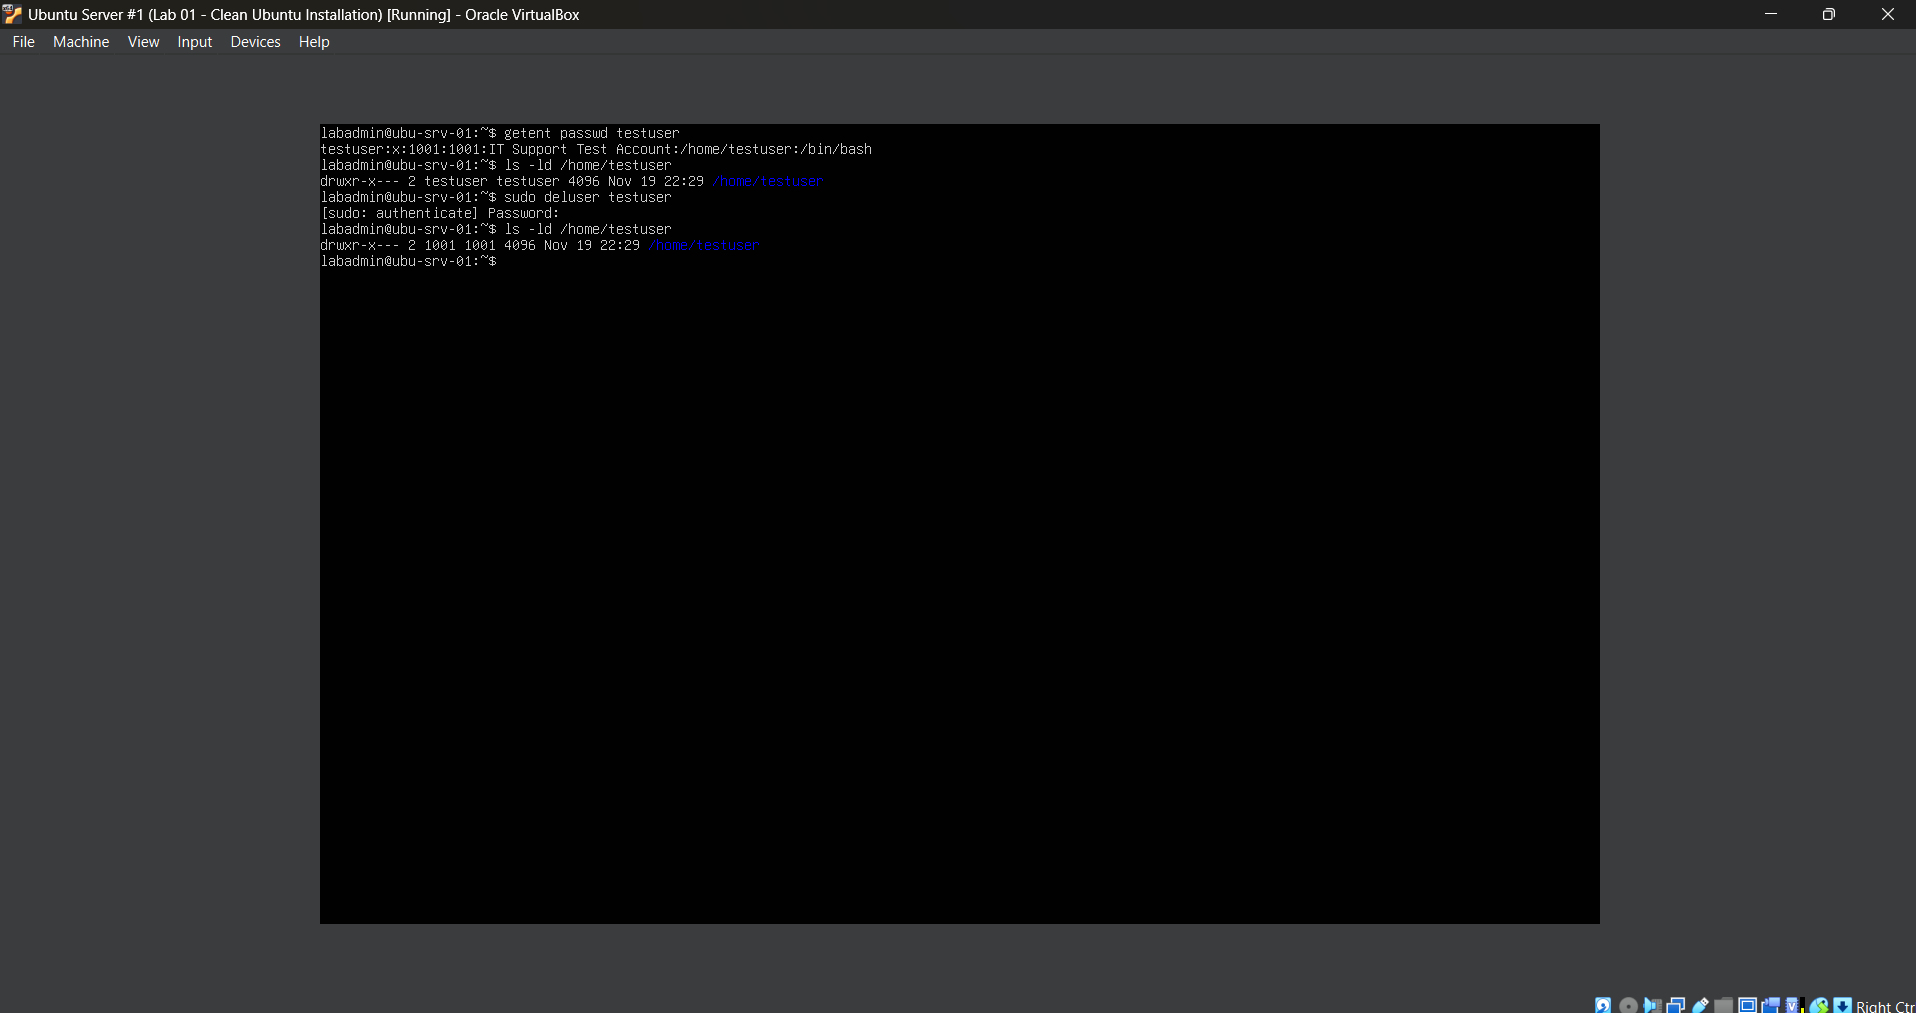 Ubuntu Server #1 (Lab 01 - Clean Ubuntu Installation) [Running] - Oracle VirtualBox
File Machine View Input Devices Help
labadmin@ubu-srv-01:~$ getent passwd testuser
testuser:x:1001:1001:IT Support Test Account:/home/testuser:/bin/bash
labadmin@ubu-srv-01:~$ ls -ld /home/testuser
drwxr-x--- 2 testuser testuser 4096 Nov 19 22:29 /home/testuser
labadmin@ubu-srv-01:~$ sudo deluser testuser
[sudo: authenticate] Password:
labadmin@ubu-srv-01:~$ ls -ld /home/testuser
drwxr-x--- 2 1001 1001 4096 Nov 19 22:29 /home/testuser
labadmin@ubu-srv-01:~$
Right Ctr